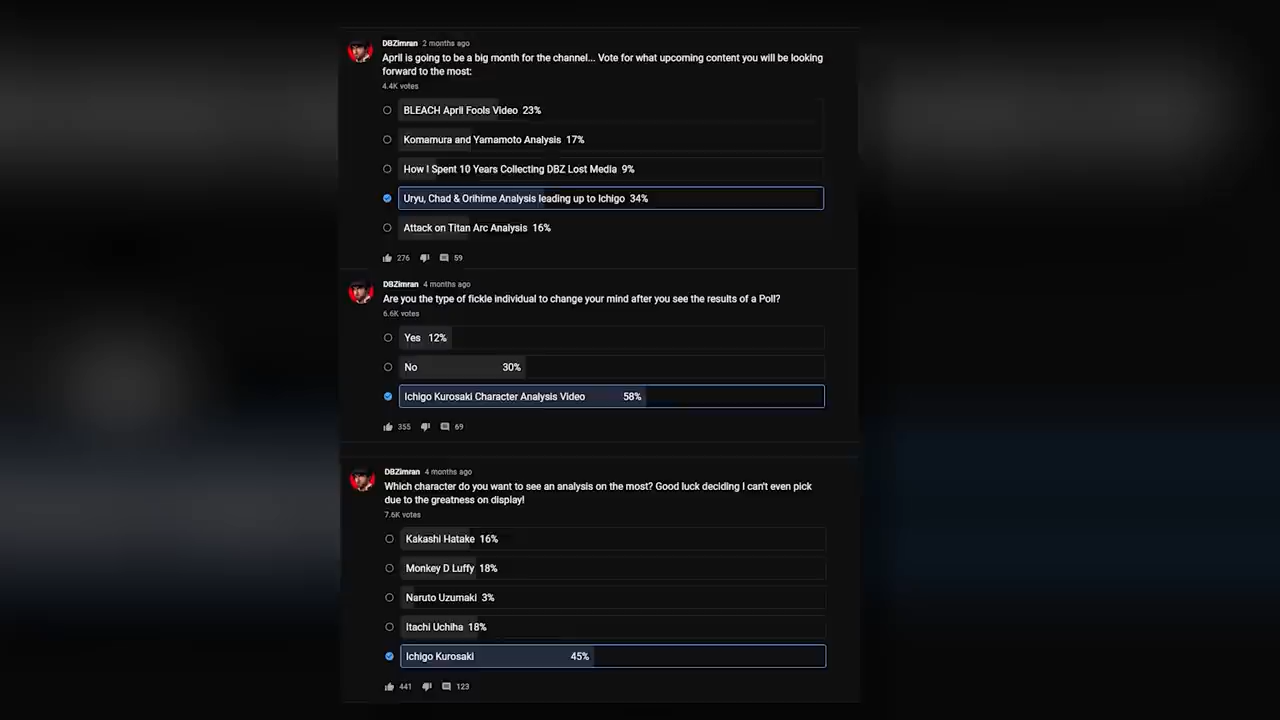 DBZimran 2 months ago
April is going to be a big month for the channel... Vote for what upcoming content you will be looking
forward to the most:
4.4K votes
BLEACH April Fools Video 23%
Komamura and Yamamoto Analysis 17%
How I Spent 10 Years Collecting DBZ Lost Media 9%
Uryu, Chad & Orihime Analysis leading up to Ichigo 34%
Attack on Titan Arc Analysis 16%
276 59
DBZimran 4 months ago
Are you the type of fickle individual to change your mind after you see the results of a Poll?
6.6K votes
Yes 12%
No 30%
Ichigo Kurosaki Character Analysis Video 58%
355 69
DBZimran 4 months ago
Which character do you want to see an analysis on the most? Good luck deciding I can't even pick
due to the greatness on display!
7.6K votes
Kakashi Hatake 16%
Monkey D Luffy 18%
Naruto Uzumaki 3%
Itachi Uchiha 18%
Ichigo Kurosaki 45%
441 123